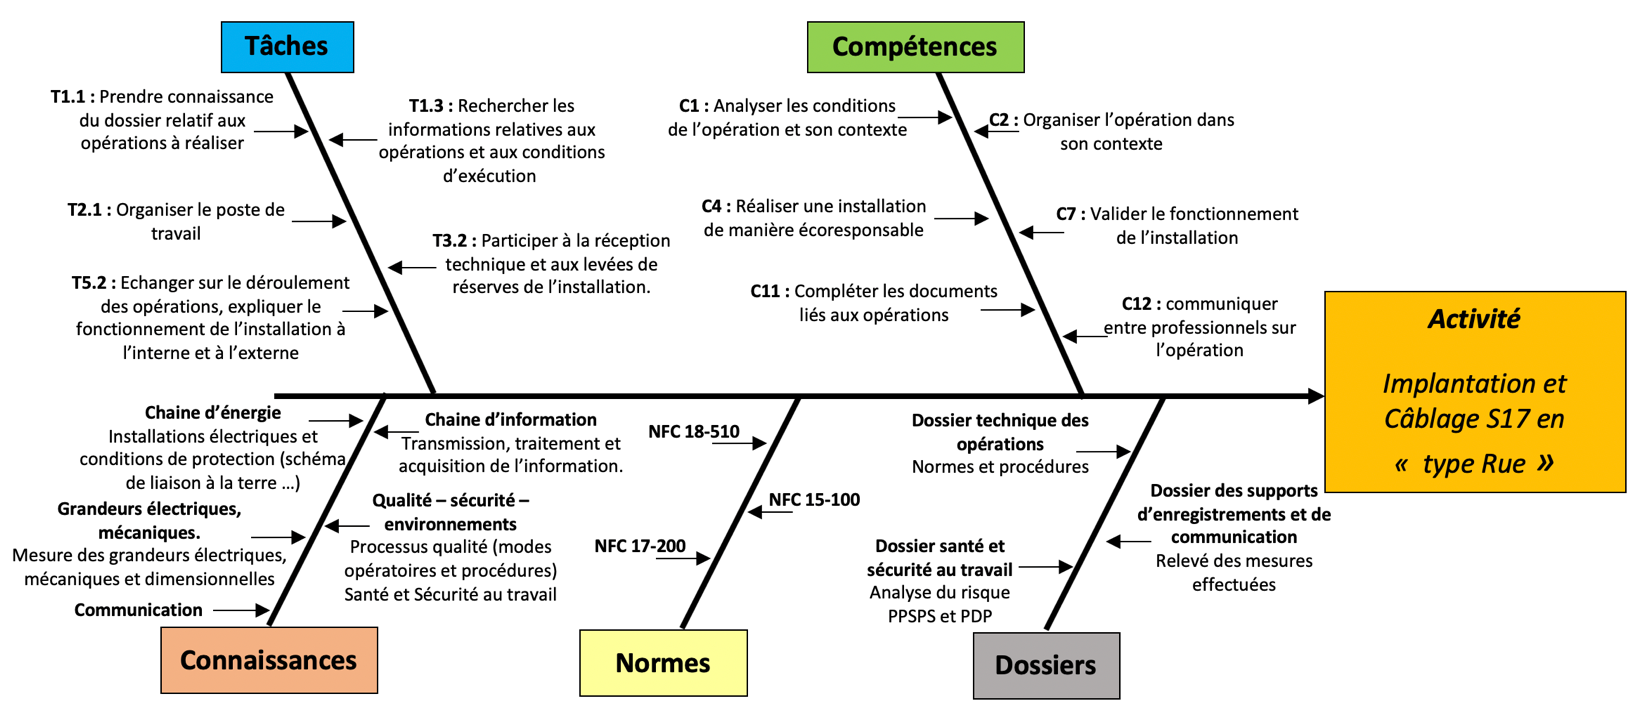 Tâches
T1.1 : Prendre connaissance
du dossier relatif aux
opérations à réaliser
T1.3 : Rechercher les
informations relatives aux
opérations et aux conditions
d’exécution
T2.1 : Organiser le poste de
travail
T3.2 : Participer à la réception
technique et aux levées de
réserves de l’installation.
T5.2 : Echanger sur le déroulement
des opérations, expliquer le
fonctionnement de l’installation à
l’interne et à l’externe
Compétences
C1 : Analyser les conditions
de l’opération et son contexte
C2 : Organiser l’opération dans
son contexte
C4 : Réaliser une installation
de manière écoresponsable
C7 : Valider le fonctionnement
de l’installation
C11 : Compléter les documents
liés aux opérations
C12 : communiquer
entre professionnels sur
l’opération
Activité
Implantation et
Câblage S17 en
«  type Rue »
Chaine d’énergie
Installations électriques et
conditions de protection (schéma
de liaison à la terre …)
Chaine d’information
Transmission, traitement et
acquisition de l’information.
Grandeurs électriques,
mécaniques.
Mesure des grandeurs électriques,
mécaniques et dimensionnelles
Qualité – sécurité –
environnements
Processus qualité (modes
opératoires et procédures)
Santé et Sécurité au travail
Communication
Connaissances
NFC 18-510
NFC 15-100
NFC 17-200
Normes
Dossier technique des
opérations
Normes et procédures
Dossier des supports
d’enregistrements et de
communication
Relevé des mesures
effectuées
Dossier santé et
sécurité au travail
Analyse du risque
PPSPS et PDP
Dossiers